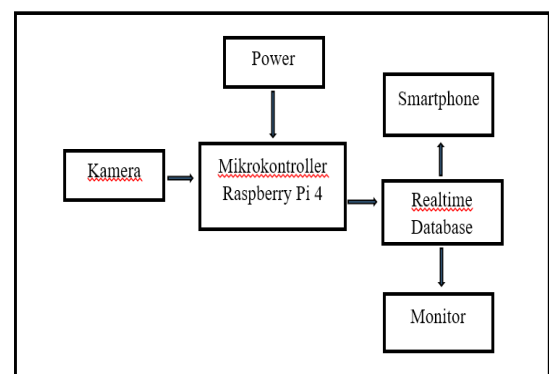 Power
Smartphone
Kamera
Mikrokontroller
Raspberry Pi 4
Realtime
Database
Monitor